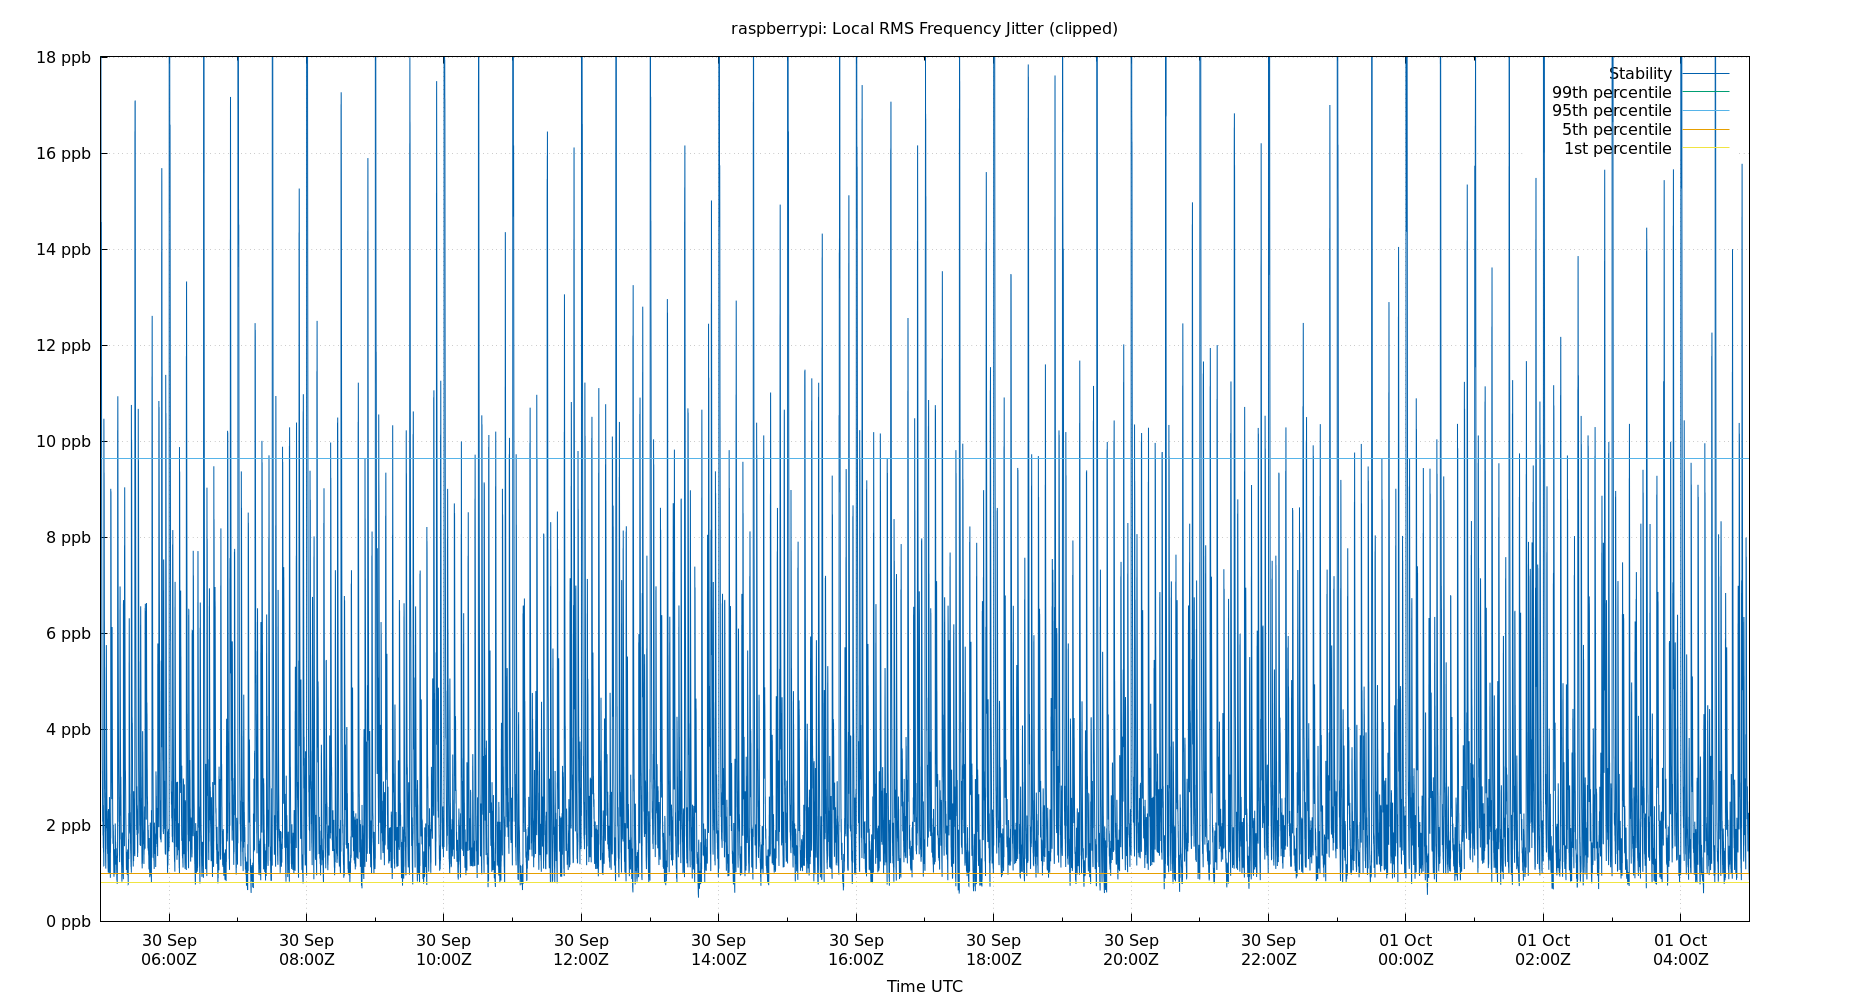 raspberrypi: Local RMS Frequency Jitter (clipped)
18 ppb
16 ppb
14 ppb
12 ppb
10 ppb
8 ppb
6 ppb
4 ppb
2 ppb
0 ppb
Stability
99th percentile
95th percentile
5th percentile
1st percentile
30 Sep
06:00Z
30 Sep
08:00Z
30 Sep
10:00Z
30 Sep
12:00Z
30 Sep
14:00Z
30 Sep
16:00Z
30 Sep
18:00Z
30 Sep
20:00Z
30 Sep
22:00Z
01 Oct
00:00Z
01 Oct
02:00Z
01 Oct
04:00Z
Time UTC